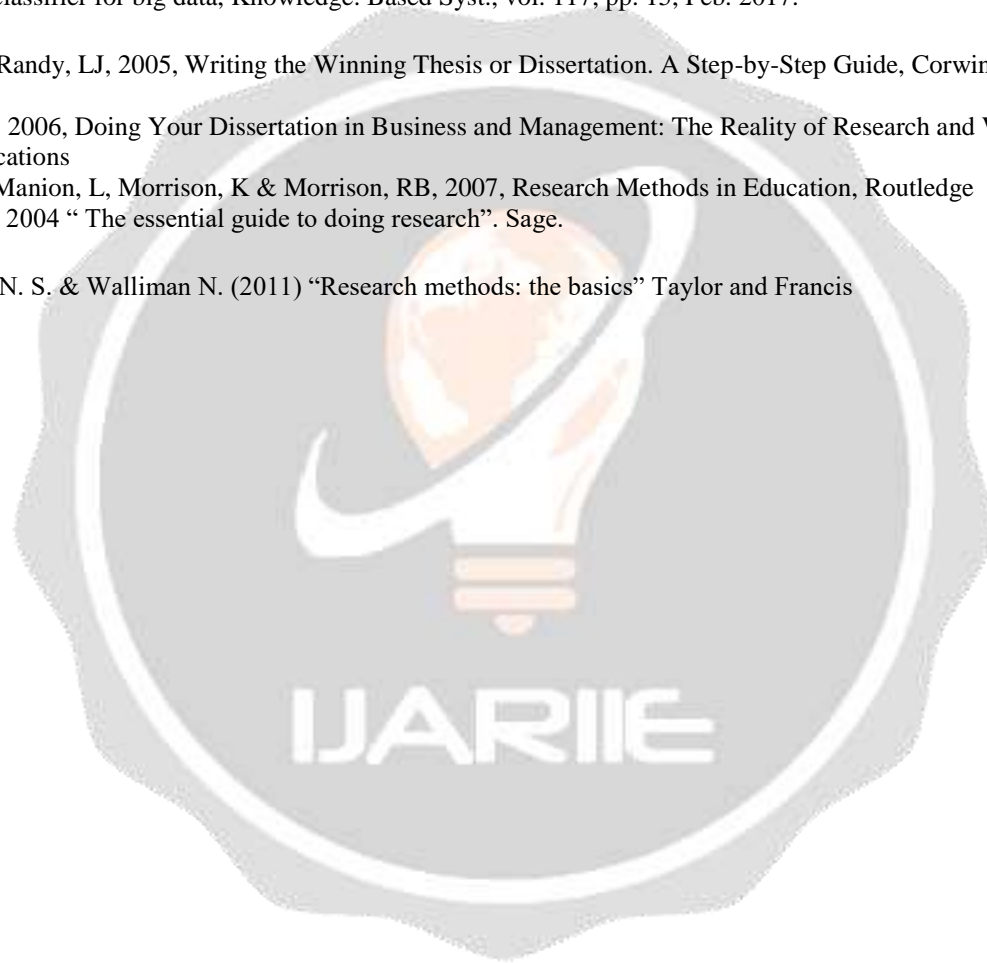 classifier for big data, Knowledge. Based Syst., vol. 117, pp. 15, Feb. 2017.
Randy, LJ, 2005, Writing the Winning Thesis or Dissertation. A Step-by-Step Guide, Corwin
2006, Doing Your Dissertation in Business and Management: The Reality of Research and
cations
Manion, L, Morrison, K & Morrison, RB, 2007, Research Methods in Education, Routledge
2004 “ The essential guide to doing research”. Sage.
N. S. & Walliman N. (2011) “Research methods: the basics” Taylor and Francis
IJARIIE